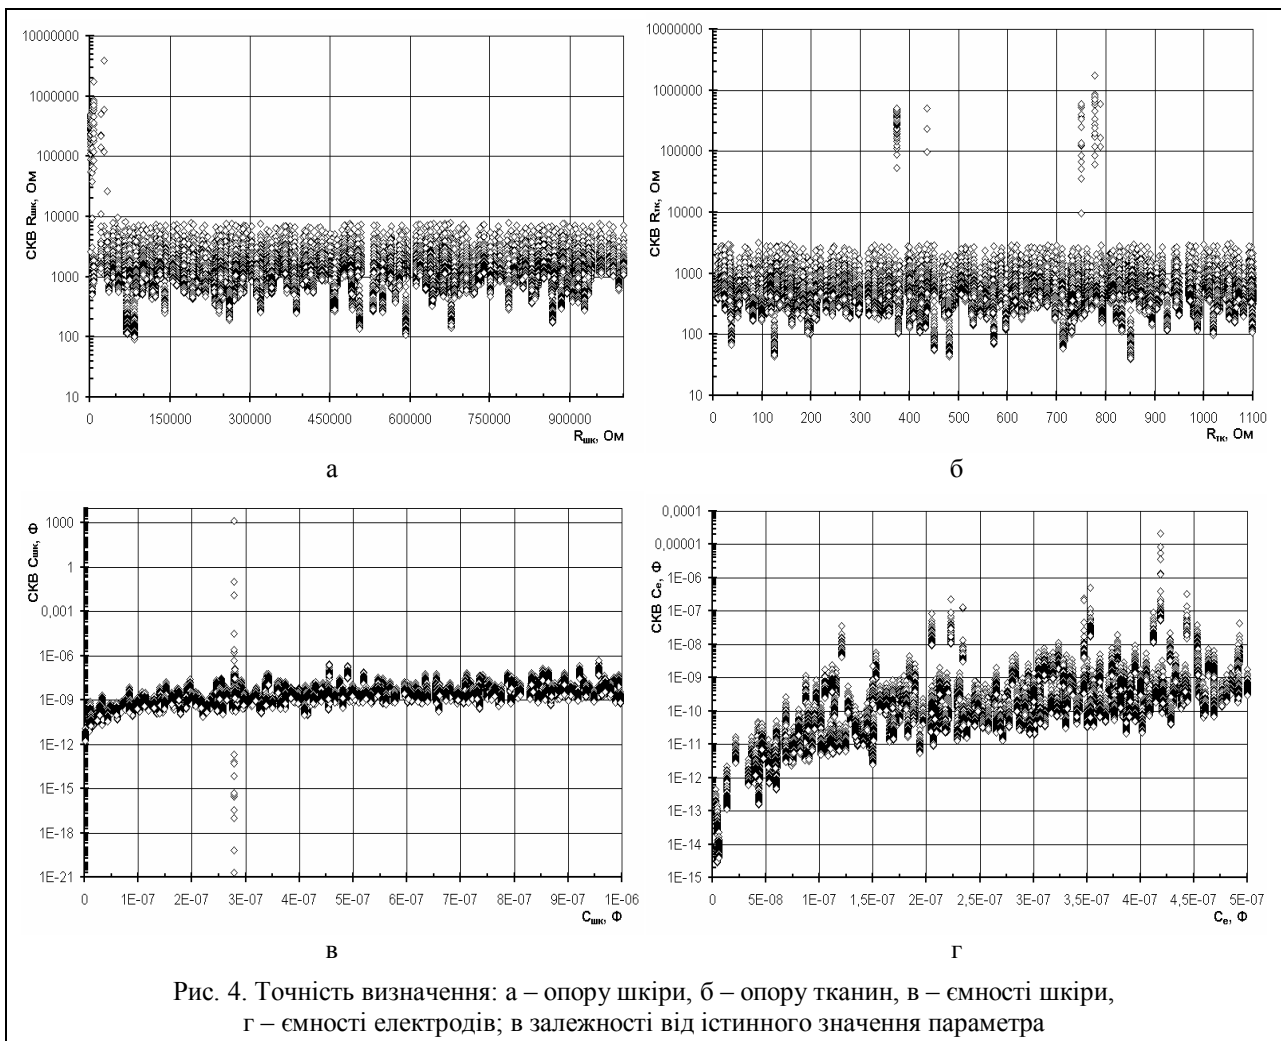 10000000
1000000
100000
10000
1000
100
10
СКВ Rшк, Ом
0 150000 300000 450000 600000 750000 900000
Rшк, Ом
а
10000000
1000000
100000
10000
1000
100
10
СКВ Rтк, Ом
0 100 200 300 400 500 600 700 800 900 1000 1100
Rтк, Ом
б
1000
1
0,001
1E-06
1E-09
1E-12
1E-15
1E-18
1E-21
СКВ Cшк, Ф
0 1E-07 2E-07 3E-07 4E-07 5E-07 6E-07 7E-07 8E-07 9E-07 1E-06
Cшк, Ф
в
0,0001
0,00001
1E-06
1E-07
1E-08
1E-09
1E-10
1E-11
1E-12
1E-13
1E-14
1E-15
СКВ Cе, Ф
0 5E-08 1E-07 1,5E-07 2E-07 2,5E-07 3E-07 3,5E-07 4E-07 4,5E-07 5E-07
Cе, Ф
г
Рис. 4. Точність визначення: а – опору шкіри, б – опору тканин, в – ємності шкіри,
г – ємності електродів; в залежності від істинного значення параметра